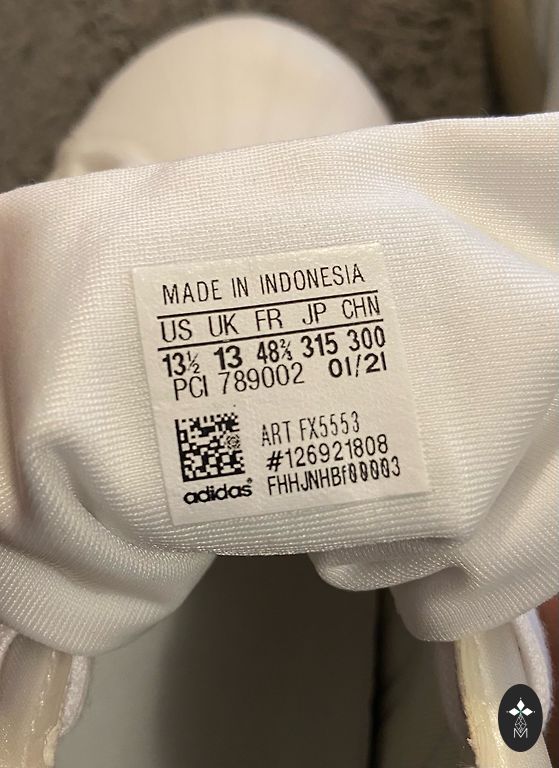 MADE IN INDONESIA
US UK FR JP CHN
13½ 13 48⅔ 315 300
PCI 789002 01/21
ART FX5553
#126921808
FHHJNHBf00003
adidas
M